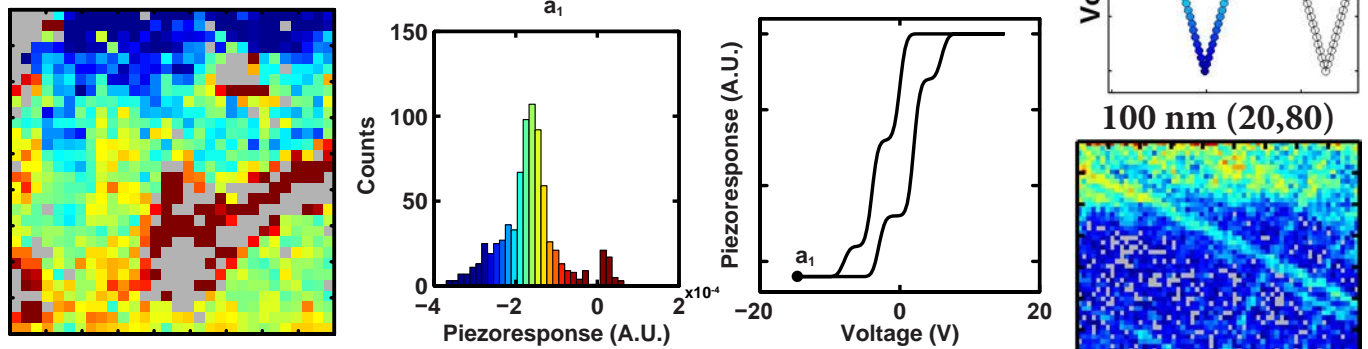 a₁
150
100
50
0
Counts
−4
−2
0
2
x10⁻⁴
Piezoresponse (A.U.)
Piezoresponse (A.U.)
a₁
−20
0
20
Voltage (V)
100 nm (20,80)